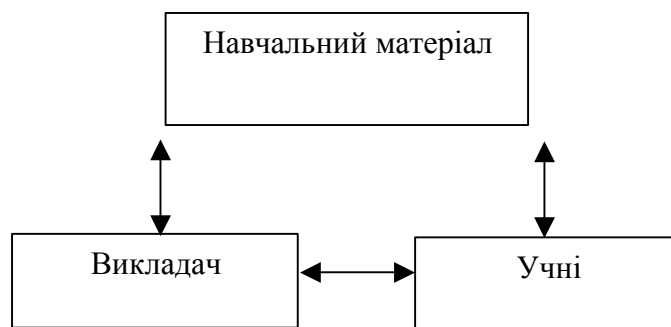 Навчальний матеріал
Викладач
Учні